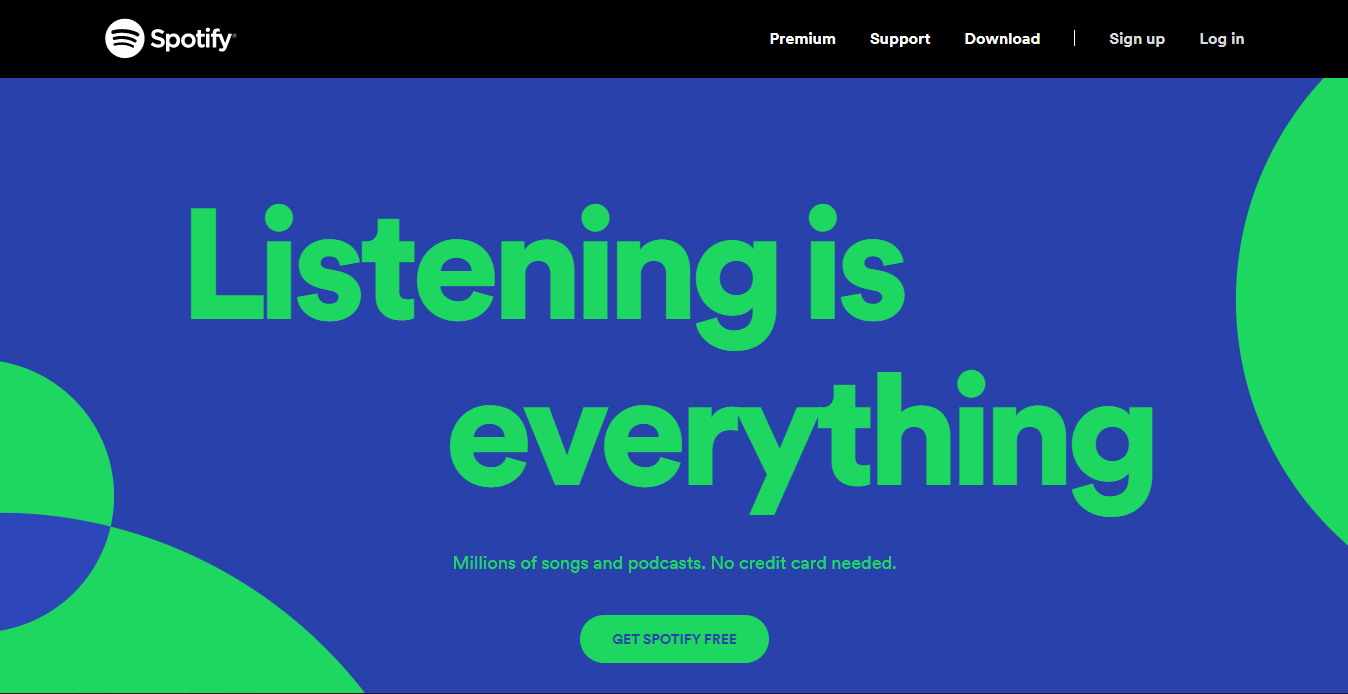 Spotify®
Premium Support Download | Sign up Log in
Listening is
everything
Millions of songs and podcasts. No credit card needed.
GET SPOTIFY FREE